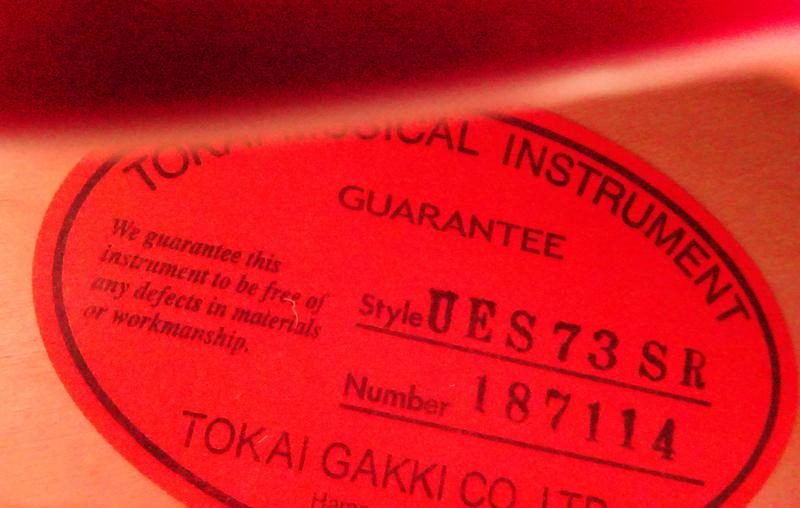 TOKAI MUSICAL INSTRUMENT
GUARANTEE
We guarantee this
instrument to be free of
any defects in materials
or workmanship.
Style UES73SR
Number 187114
TOKAI GAKKI CO. LTD